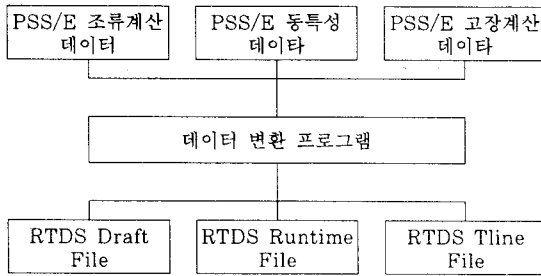 PSS/E 조류계산
데이터
PSS/E 동특성
데이타
PSS/E 고장계산
데이타
데이터 변환 프로그램
RTDS Draft
File
RTDS Runtime
File
RTDS Tline
File